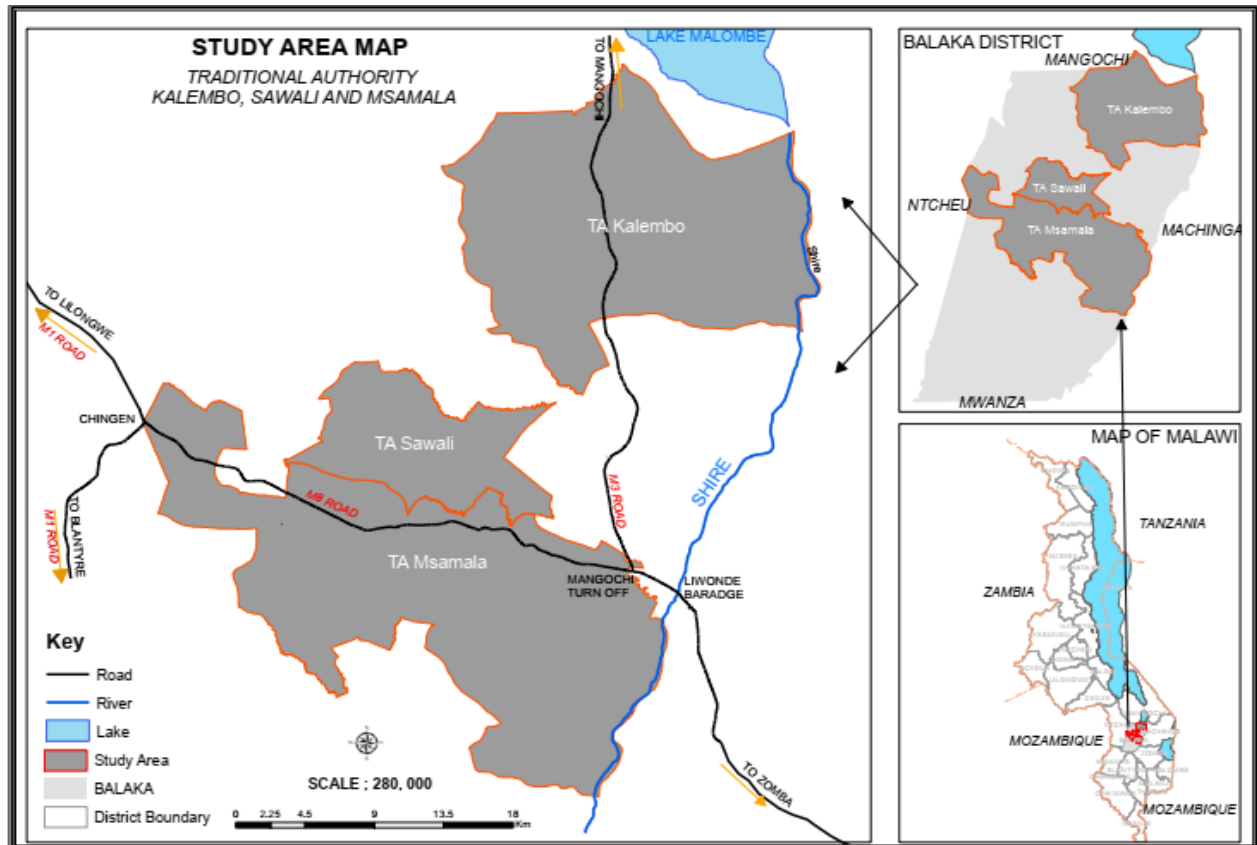 STUDY AREA MAP
TRADITIONAL AUTHORITY
KALEMBO, SAWALI AND MSAMALA
TO MANGOCHI
LAKE MALOMBE
TA Kalembo
Shire
TO LILONGWE
M1 ROAD
CHINGEN
TO BLANTYRE
M1 ROAD
TA Sawali
M8 ROAD
TA Msamala
M3 ROAD
SHIRE
MANGOCHI
TURN OFF
LIWONDE
BARADGE
TO ZOMBA
Key
Road
River
Lake
Study Area
BALAKA
District Boundary
SCALE ; 280, 000
0 2.25 4.5 9 13.5 18
Km
BALAKA DISTRICT
MANGOCHI
TA Kalembo
TA Sawali
NTCHEU
TA Msamala
MACHINGA
MWANZA
MAP OF MALAWI
TANZANIA
ZAMBIA
LILONGWE
DEDZA
MOZAMBIQUE
MOZAMBIQUE